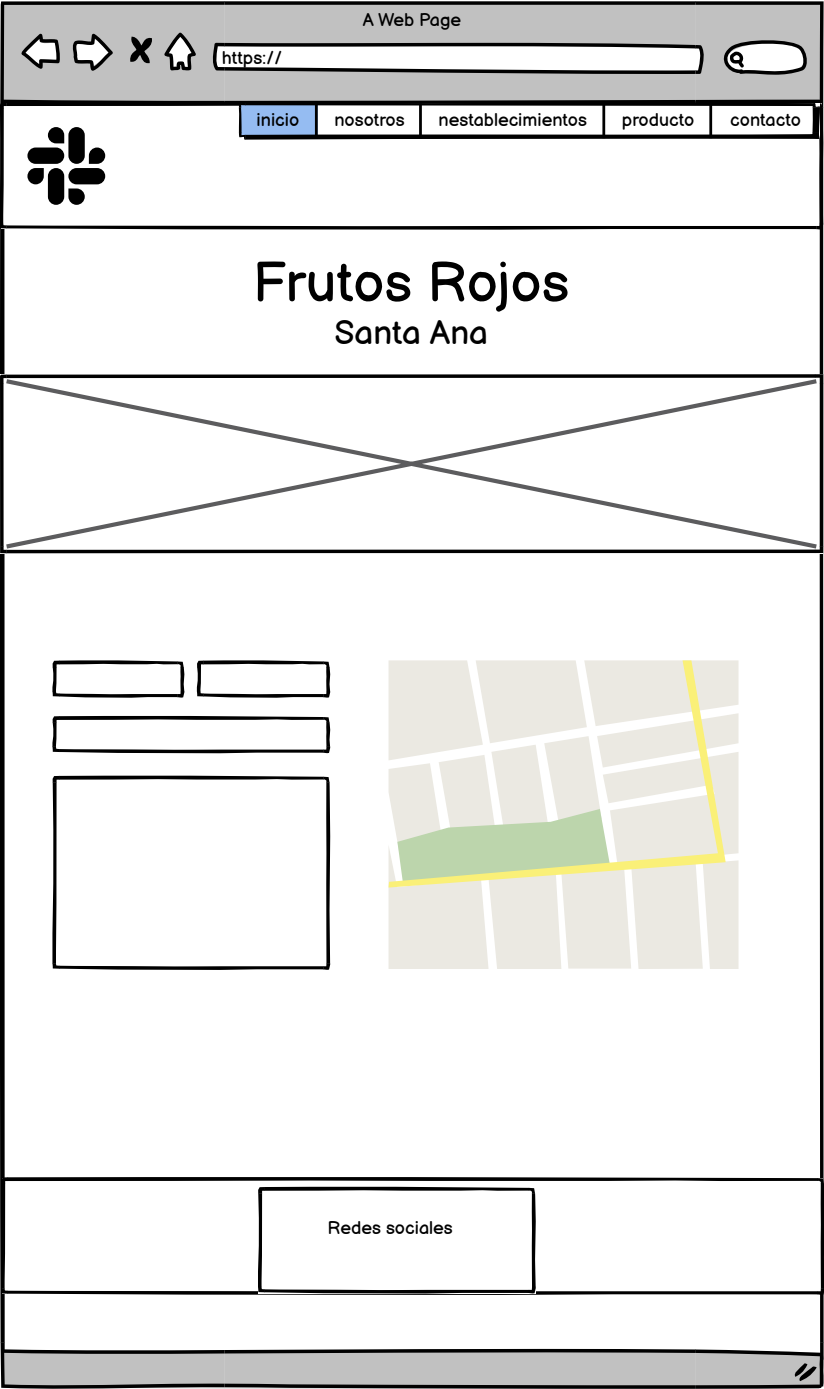 A Web Page
https://
inicio nosotros nestablecimientos producto contacto
Frutos Rojos
Santa Ana
Redes sociales